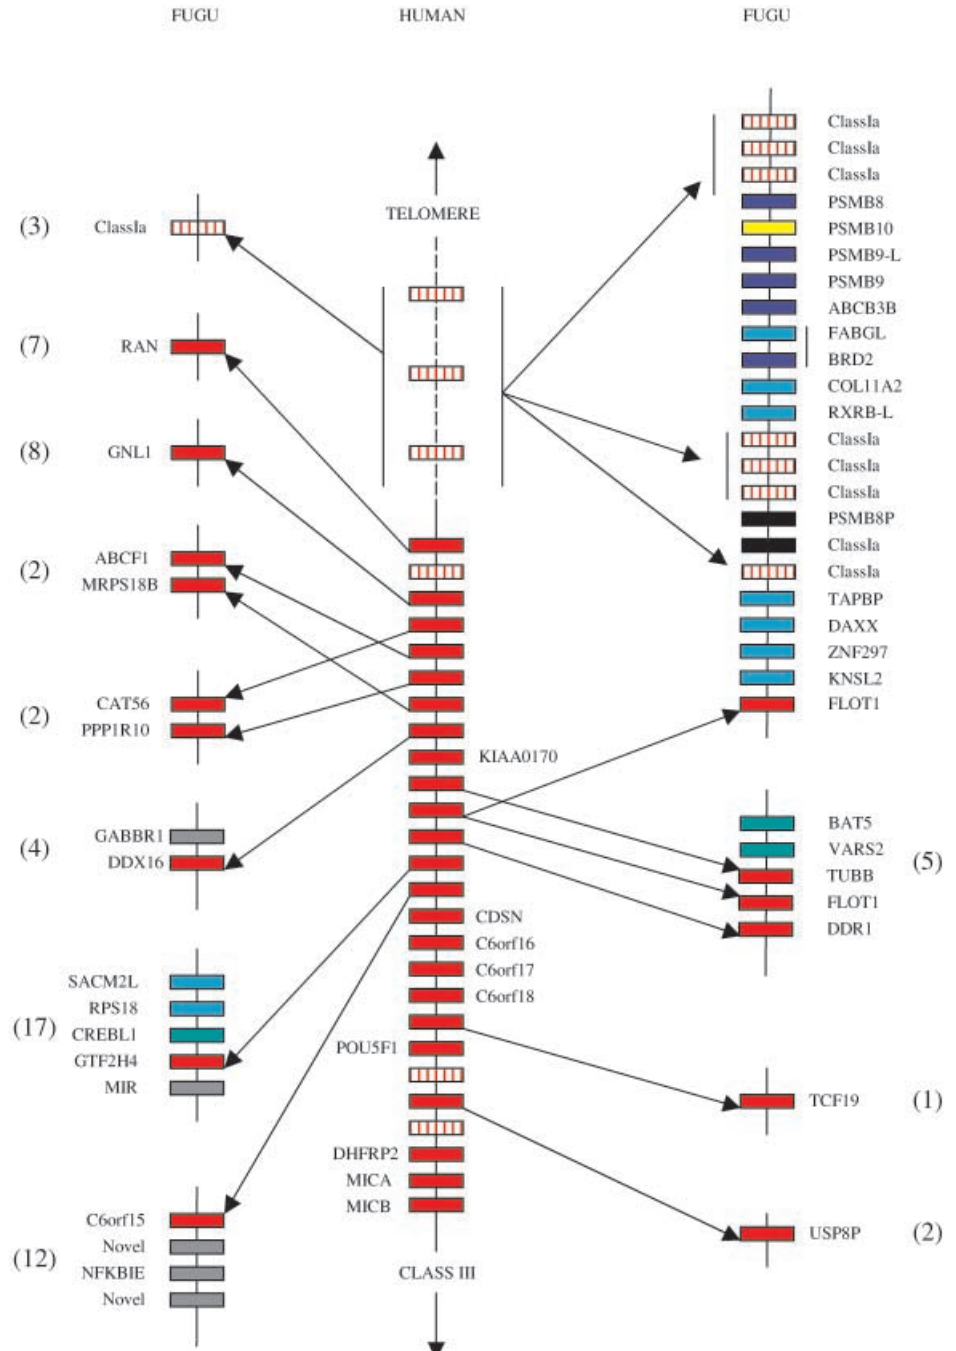 FUGU
HUMAN
FUGU
TELOMERE
(3)
ClassIa
(7)
RAN
(8)
GNL1
(2)
ABCF1
MRPS18B
(2)
CAT56
PPP1R10
(4)
GABBR1
DDX16
(17)
SACM2L
RPS18
CREBL1
GTF2H4
MIR
(12)
C6orf15
Novel
NFKBIE
Novel
KIAA0170
CDSN
C6orf16
C6orf17
C6orf18
POU5F1
DHFRP2
MICA
MICB
CLASS III
ClassIa
ClassIa
ClassIa
PSMB8
PSMB10
PSMB9-L
PSMB9
ABCB3B
FABGL
BRD2
COL11A2
RXRB-L
ClassIa
ClassIa
ClassIa
PSMB8P
ClassIa
ClassIa
TAPBP
DAXX
ZNF297
KNSL2
FLOT1
BAT5
VARS2
(5)
TUBB
FLOT1
DDR1
TCF19
(1)
USP8P
(2)